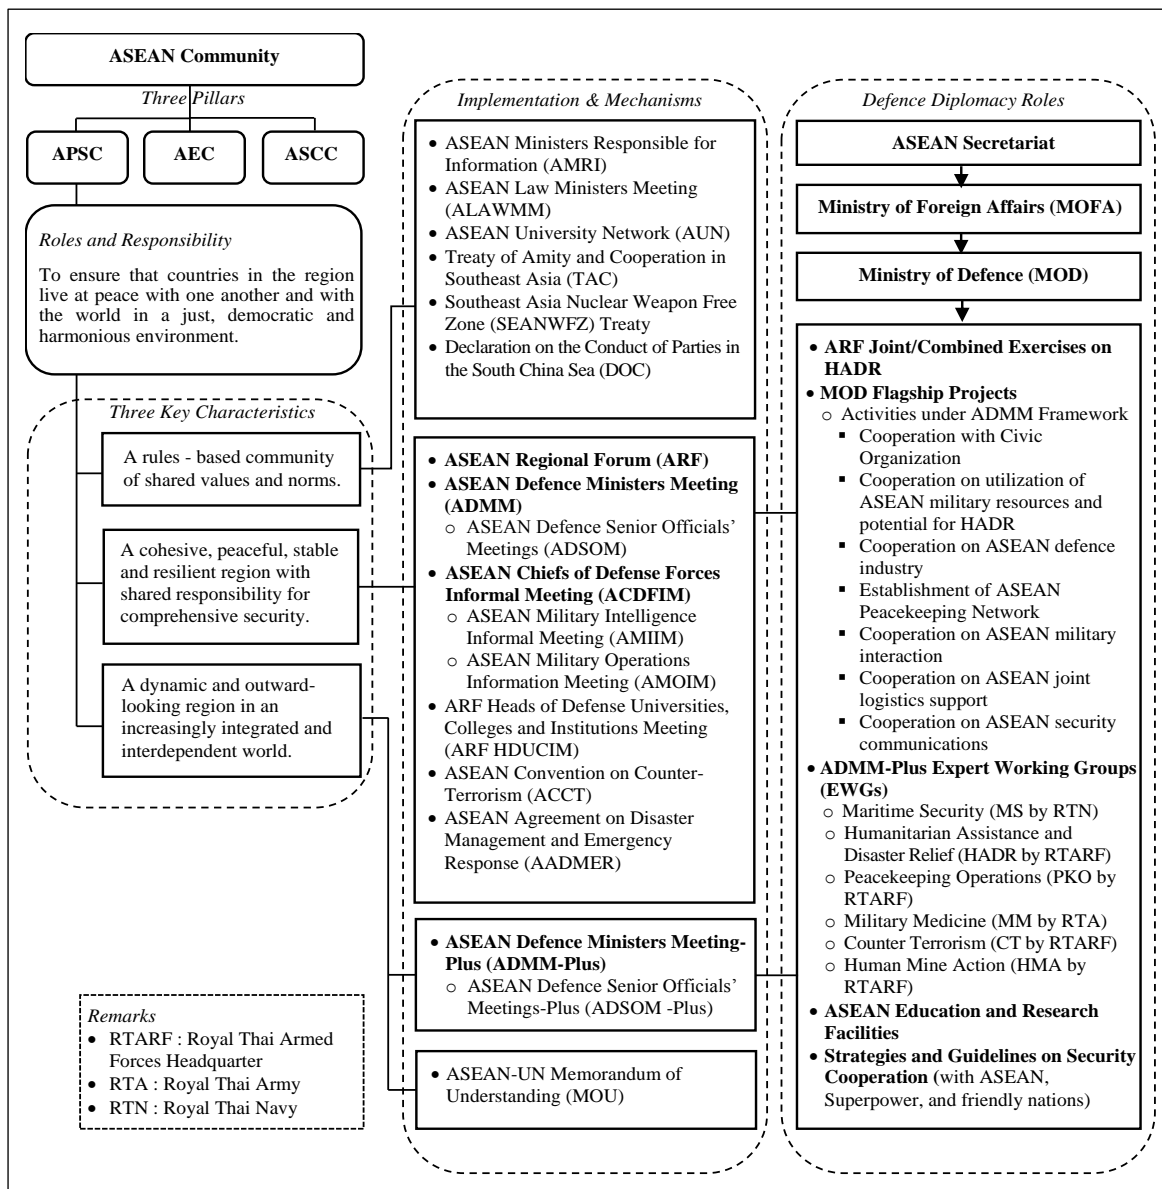 ASEAN Community
Three Pillars
APSC
AEC
ASCC
Roles and Responsibility
To ensure that countries in the region
live at peace with one another and with
the world in a just, democratic and
harmonious environment.
Three Key Characteristics
A rules - based community
of shared values and norms.
A cohesive, peaceful, stable
and resilient region with
shared responsibility for
comprehensive security.
A dynamic and outward-
looking region in an
increasingly integrated and
interdependent world.
Remarks
• RTARF : Royal Thai Armed
Forces Headquarter
• RTA : Royal Thai Army
• RTN : Royal Thai Navy
Implementation & Mechanisms
• ASEAN Ministers Responsible for
Information (AMRI)
• ASEAN Law Ministers Meeting
(ALAWMM)
• ASEAN University Network (AUN)
• Treaty of Amity and Cooperation in
Southeast Asia (TAC)
• Southeast Asia Nuclear Weapon Free
Zone (SEANWFZ) Treaty
• Declaration on the Conduct of Parties in
the South China Sea (DOC)
• ASEAN Regional Forum (ARF)
• ASEAN Defence Ministers Meeting
(ADMM)
o ASEAN Defence Senior Officials’
Meetings (ADSOM)
• ASEAN Chiefs of Defense Forces
Informal Meeting (ACDFIM)
o ASEAN Military Intelligence
Informal Meeting (AMIIM)
o ASEAN Military Operations
Information Meeting (AMOIM)
• ARF Heads of Defense Universities,
Colleges and Institutions Meeting
(ARF HDUCIM)
• ASEAN Convention on Counter-
Terrorism (ACCT)
• ASEAN Agreement on Disaster
Management and Emergency
Response (AADMER)
• ASEAN Defence Ministers Meeting-
Plus (ADMM-Plus)
o ASEAN Defence Senior Officials’
Meetings-Plus (ADSOM -Plus)
• ASEAN-UN Memorandum of
Understanding (MOU)
Defence Diplomacy Roles
ASEAN Secretariat
Ministry of Foreign Affairs (MOFA)
Ministry of Defence (MOD)
• ARF Joint/Combined Exercises on
HADR
• MOD Flagship Projects
o Activities under ADMM Framework
▪ Cooperation with Civic
Organization
▪ Cooperation on utilization of
ASEAN military resources and
potential for HADR
▪ Cooperation on ASEAN defence
industry
▪ Establishment of ASEAN
Peacekeeping Network
▪ Cooperation on ASEAN military
interaction
▪ Cooperation on ASEAN joint
logistics support
▪ Cooperation on ASEAN security
communications
• ADMM-Plus Expert Working Groups
(EWGs)
o Maritime Security (MS by RTN)
o Humanitarian Assistance and
Disaster Relief (HADR by RTARF)
o Peacekeeping Operations (PKO by
RTARF)
o Military Medicine (MM by RTA)
o Counter Terrorism (CT by RTARF)
o Human Mine Action (HMA by
RTARF)
• ASEAN Education and Research
Facilities
• Strategies and Guidelines on Security
Cooperation (with ASEAN,
Superpower, and friendly nations)